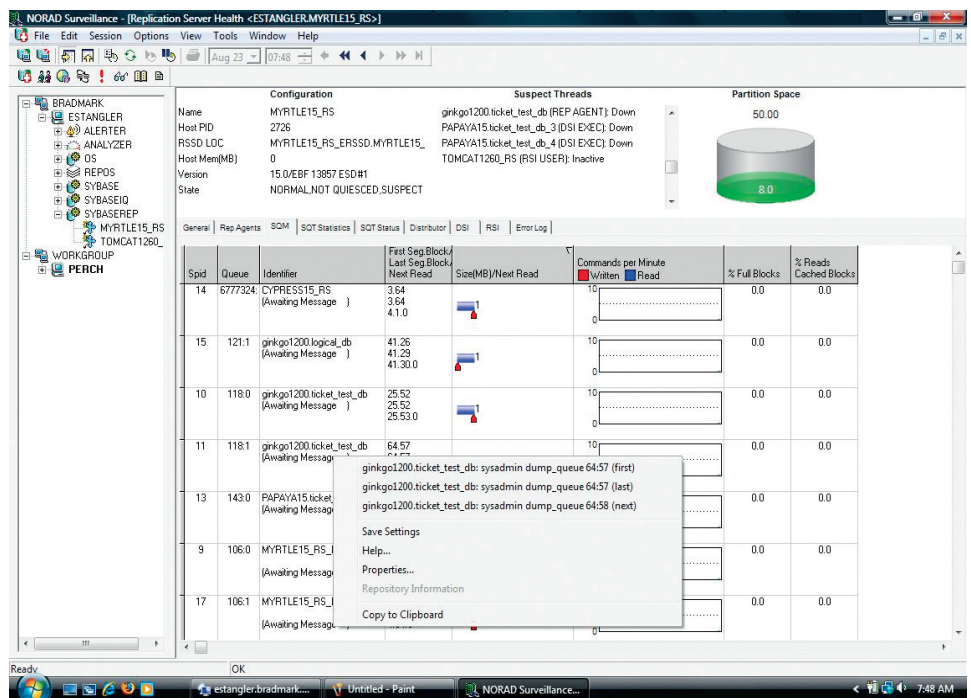 NORAD Surveillance - [Replication Server Health <ESTANGLER.MYRTLE15_RS>]
File Edit Session Options View Tools Window Help
Aug 23 07:48
BRADMARK
ESTANGLER
ALERTER
ANALYZER
OS
REPOS
SYBASE
SYBASEIQ
SYBASEREP
MYRTLE15_RS
TOMCAT1260_
WORKGROUP
PERCH
Configuration
Name MYRTLE15_RS
Host PID 2726
RSSD LOC MYRTLE15_RS_ERSSD.MYRTLE15_
Host Mem(MB) 0
Version 15.0/EBF 13857 ESD#1
State NORMAL,NOT QUIESCED,SUSPECT
Suspect Threads
ginkgo1200.ticket_test_db (REP AGENT): Down
PAPAYA15.ticket_test_db_3 (DSI EXEC): Down
PAPAYA15.ticket_test_db_4 (DSI EXEC): Down
TOMCAT1260_RS (RSI USER): Inactive
Partition Space
50.00
8.0
General Rep Agents SQM SQT Statistics SQT Status Distributor DSI RSI Error Log
Spid Queue Identifier First Seg.Block/ Last Seg.Block/ Next Read Size(MB)/Next Read Commands per Minute Written Read % Full Blocks % Reads Cached Blocks
14 6777324: CYPRESS15_RS 3.64 10 0.0 0.0
(Awaiting Message ) 3.64 1
4.1.0 0
15 121:1 ginkgo1200.logical_db 41.26 10 0.0 0.0
(Awaiting Message ) 41.29 1
41.30.0 0
10 118:0 ginkgo1200.ticket_test_db 25.52 10 0.0 0.0
(Awaiting Message ) 25.52 1
25.53.0 0
11 118:1 ginkgo1200.ticket_test_db 64.57 10 0.0 0.0
(Awaiting Message
ginkgo1200.ticket_test_db: sysadmin dump_queue 64:57 (first)
ginkgo1200.ticket_test_db: sysadmin dump_queue 64:57 (last)
ginkgo1200.ticket_test_db: sysadmin dump_queue 64:58 (next)
Save Settings
Help...
Properties...
Repository Information
Copy to Clipboard
13 143:0 PAPAYA15.ticket_ 0.0 0.0
(Awaiting Message
9 106:0 MYRTLE15_RS_ 0.0 0.0
(Awaiting Message
17 106:1 MYRTLE15_RS_ 0.0 0.0
(Awaiting Message
0
Ready OK
estangler.bradmark.... Untitled - Paint NORAD Surveillance... 7:48 AM